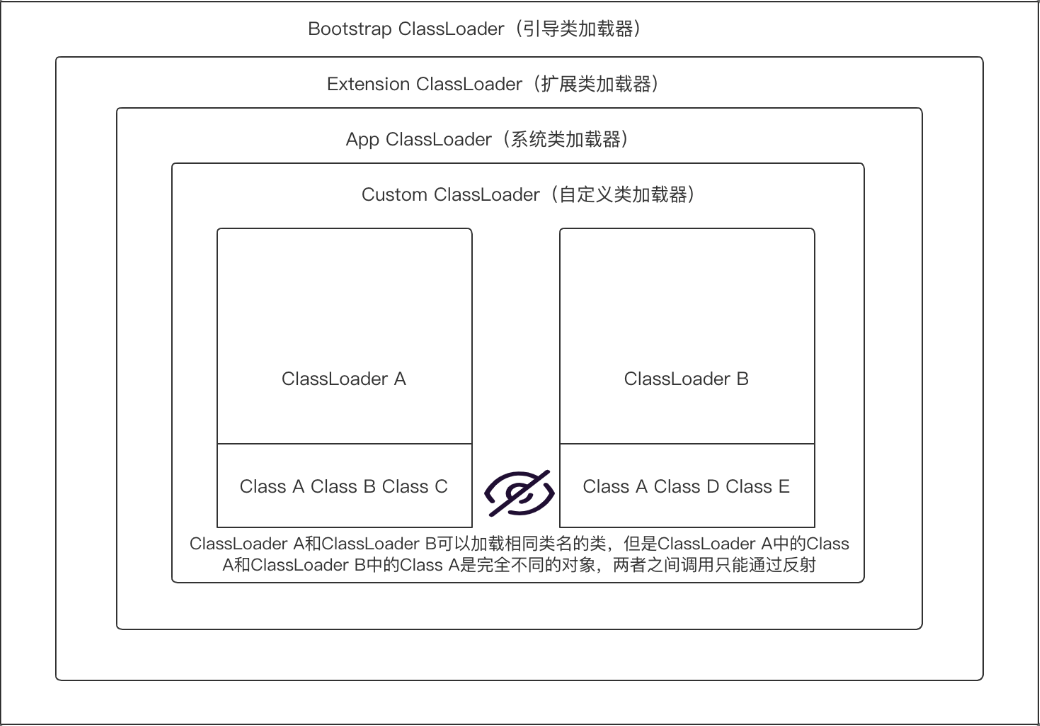 Bootstrap ClassLoader（引导类加载器）
Extension ClassLoader（扩展类加载器）
App ClassLoader（系统类加载器）
Custom ClassLoader（自定义类加载器）
ClassLoader A
ClassLoader B
Class A Class B Class C
Class A Class D Class E
ClassLoader A和ClassLoader B可以加载相同类名的类，但是ClassLoader A中的Class
A和ClassLoader B中的Class A是完全不同的对象，两者之间调用只能通过反射